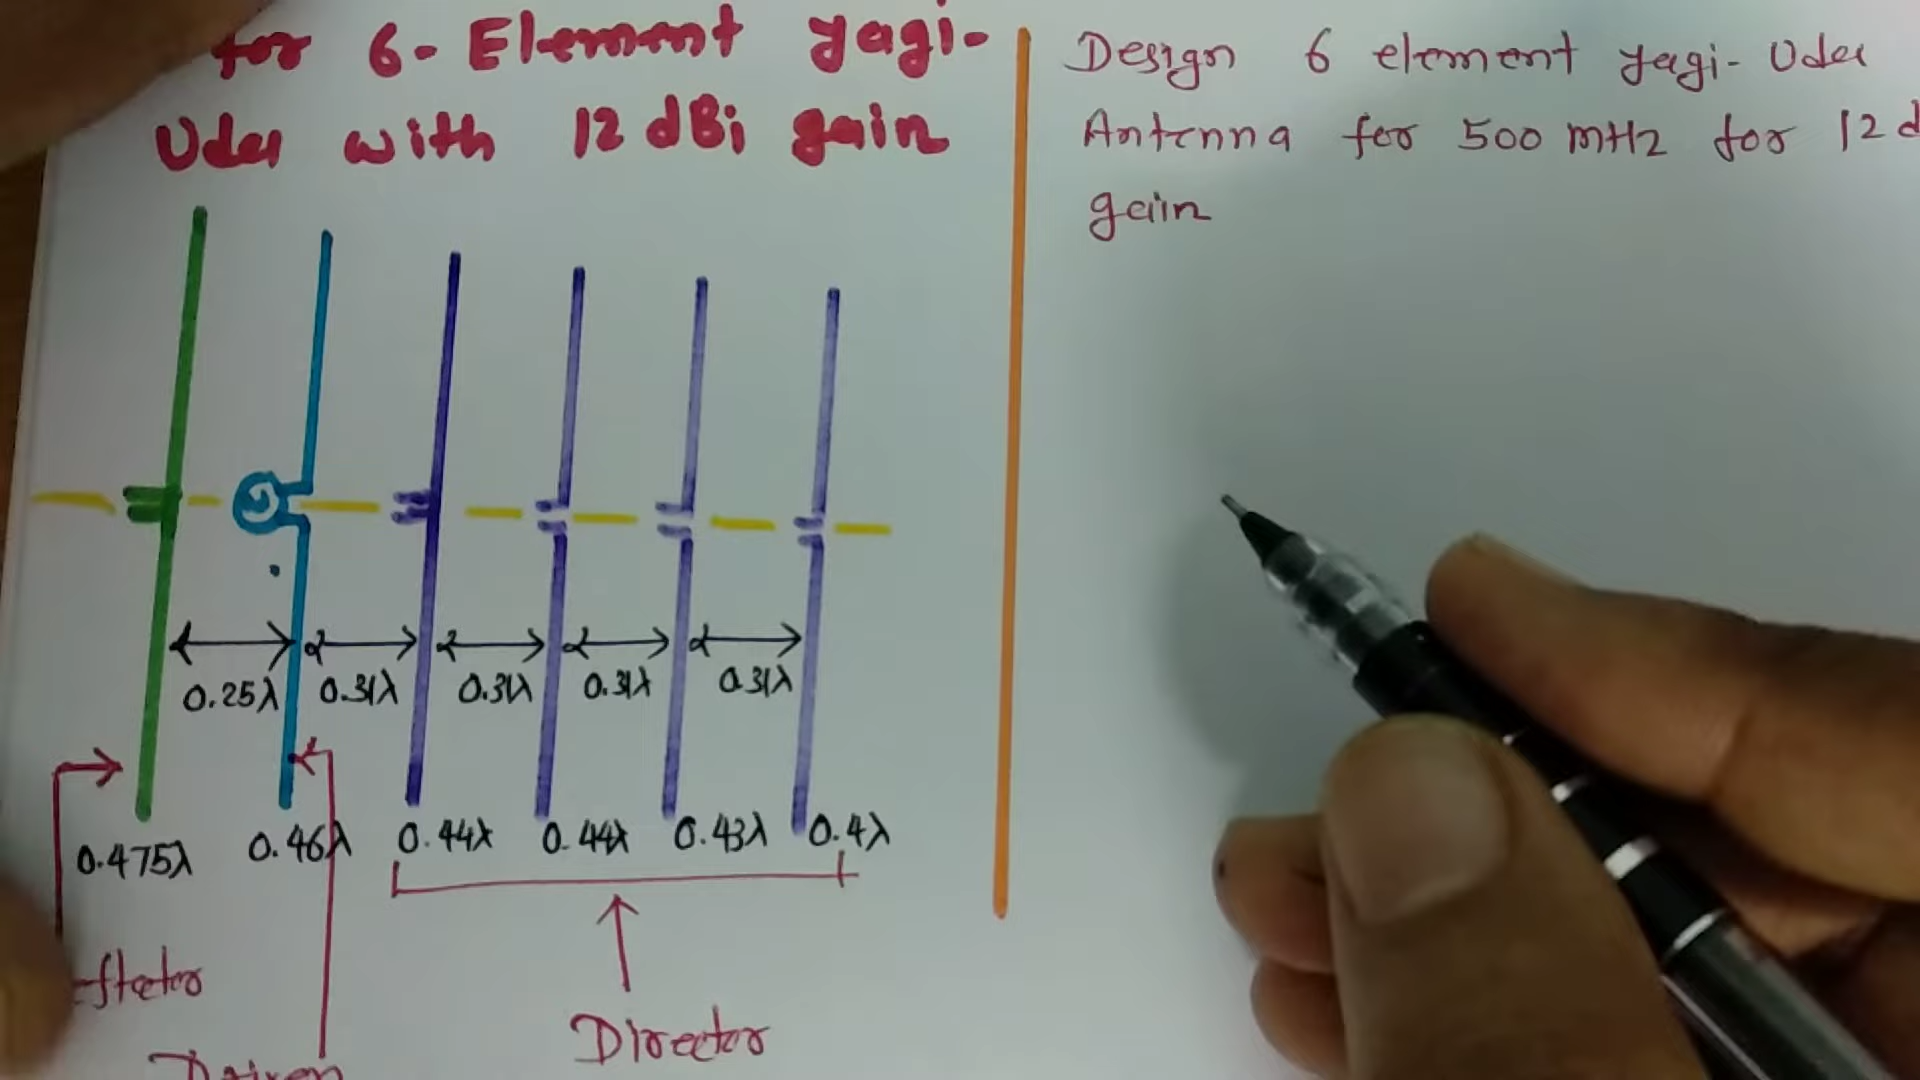 for 6- Element yagi-
Uda with 12 dBi gain
0.25λ 0.31λ 0.31λ 0.31λ 0.31λ
0.475λ 0.46λ 0.44λ 0.44λ 0.43λ 0.4λ
Director
Driven
Design 6 element yagi- Uda
Antenna for 500 MHz for 12 d
gain